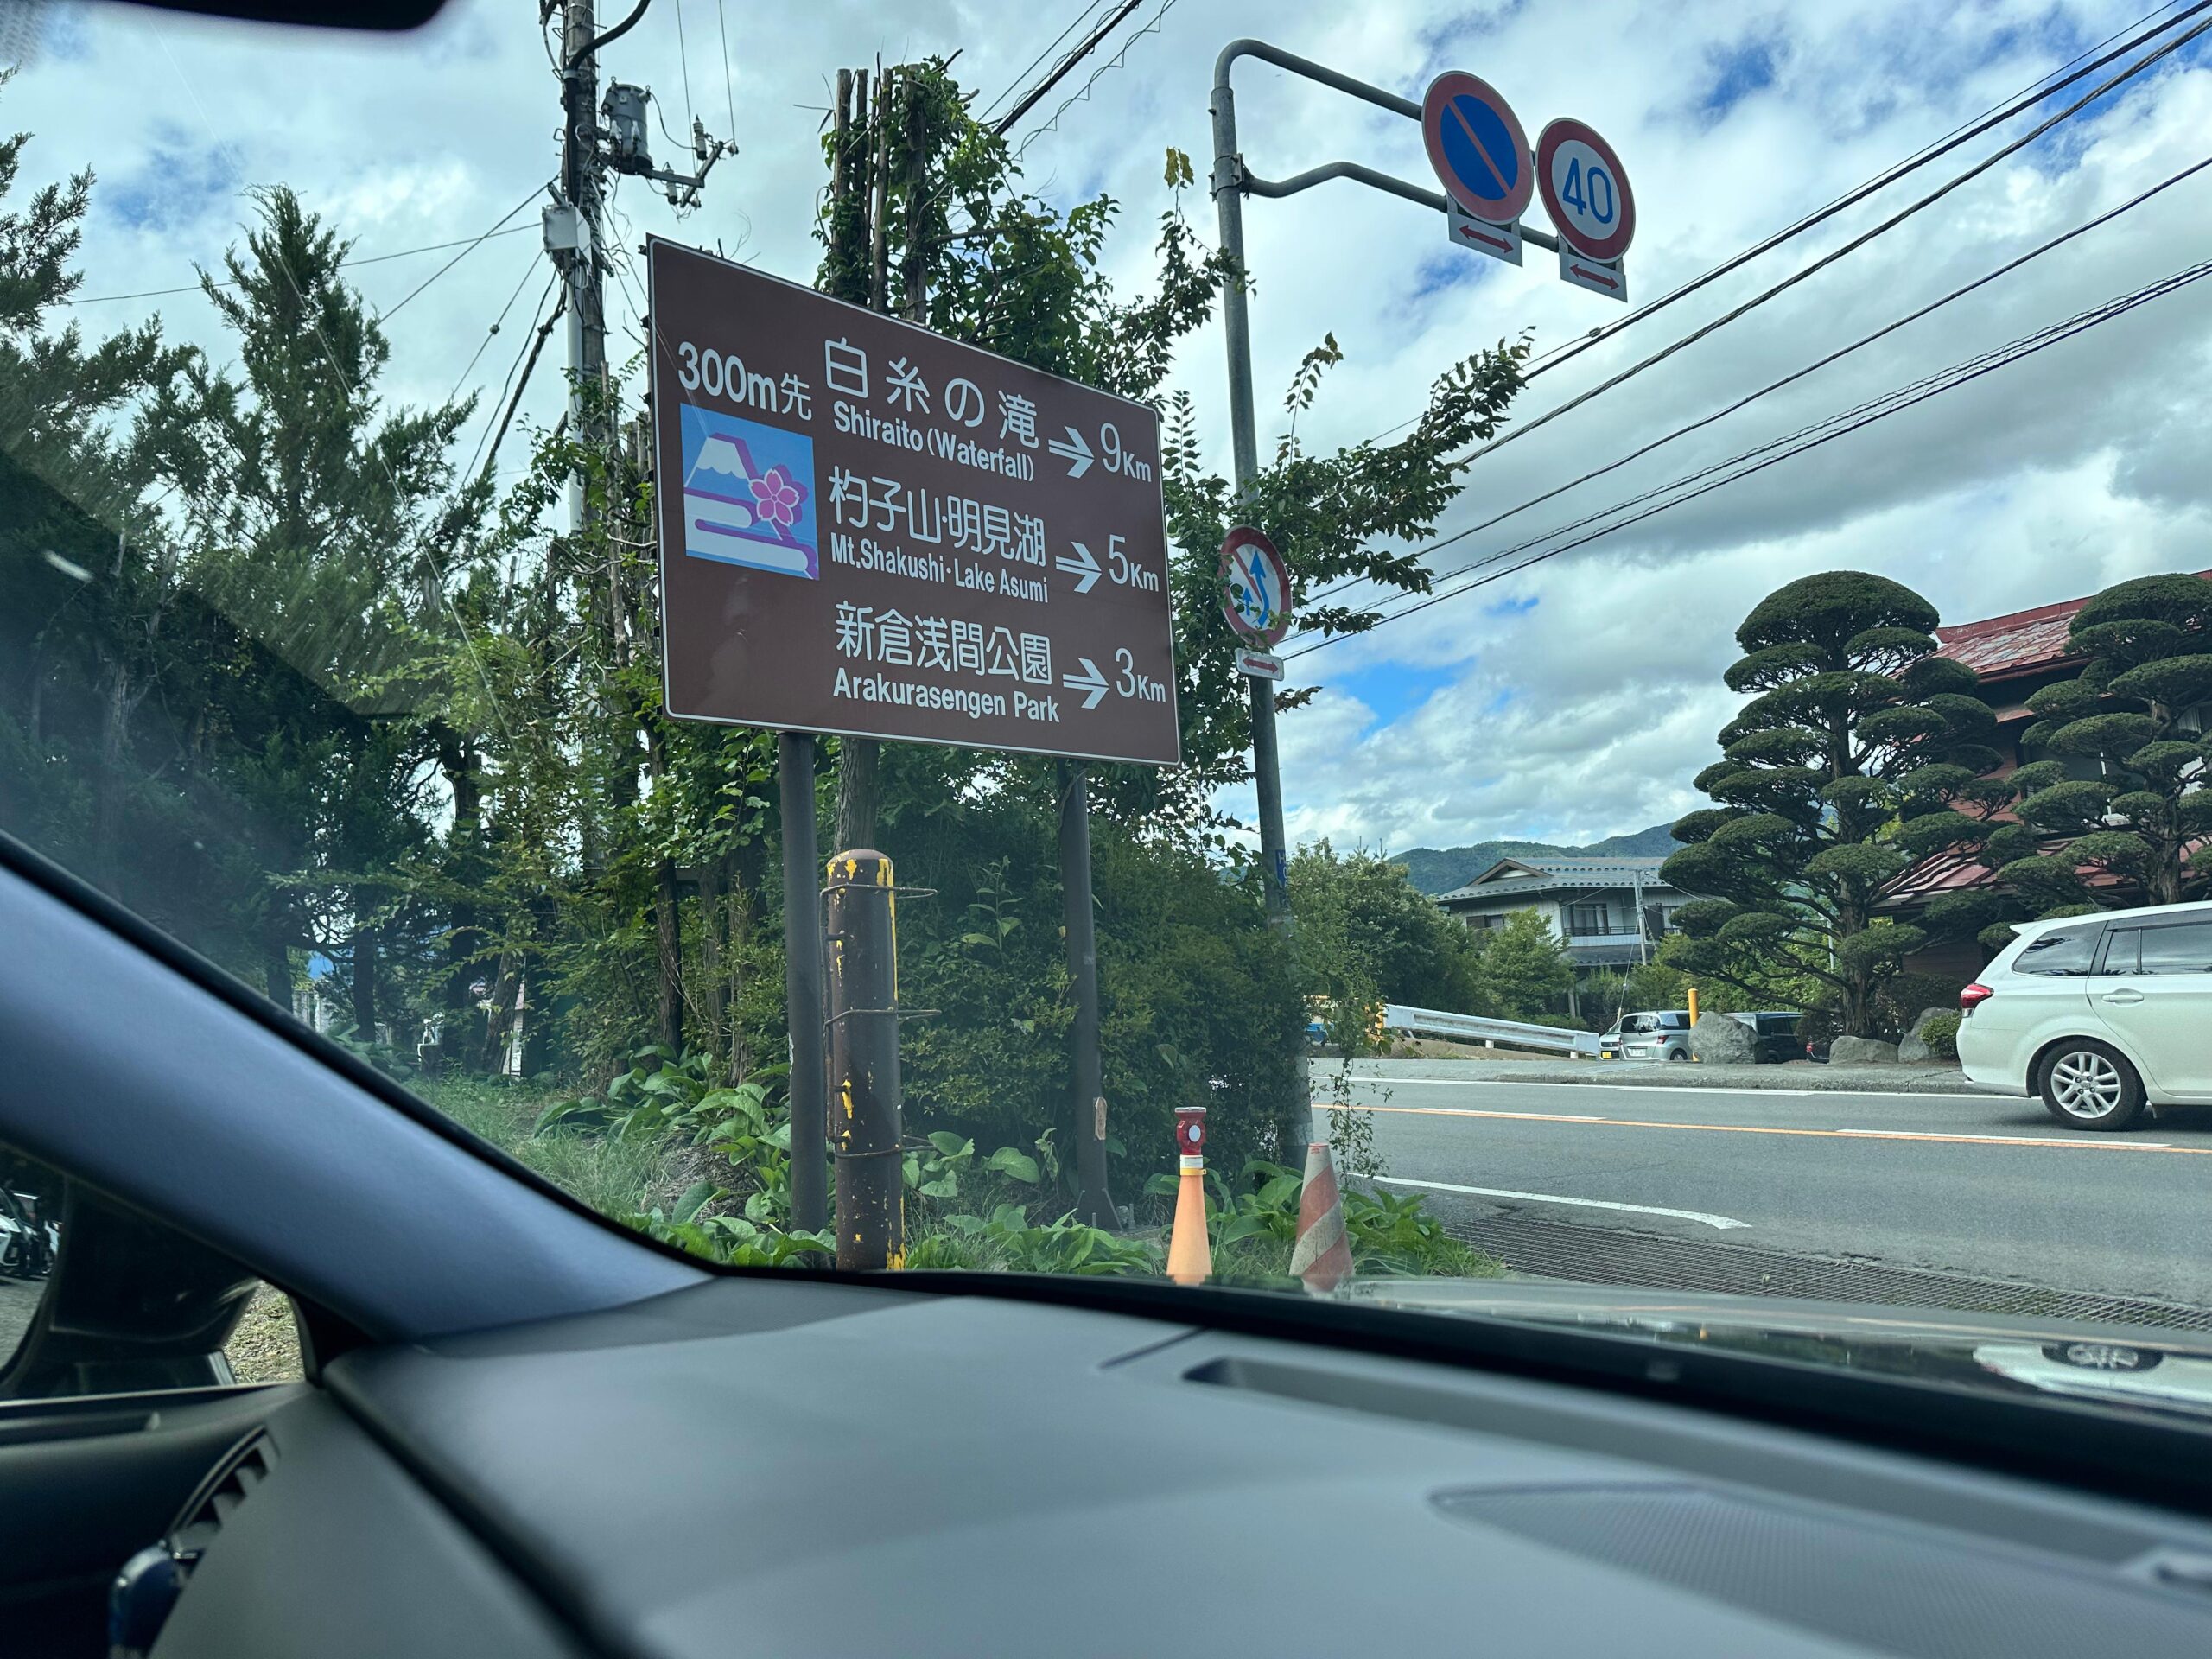 300m先
白糸の滝 → 9Km
Shiraito (Waterfall)
杓子山・明見湖 → 5Km
Mt.Shakushi・Lake Asumi
新倉浅間公園 → 3Km
Arakurasengen Park
40